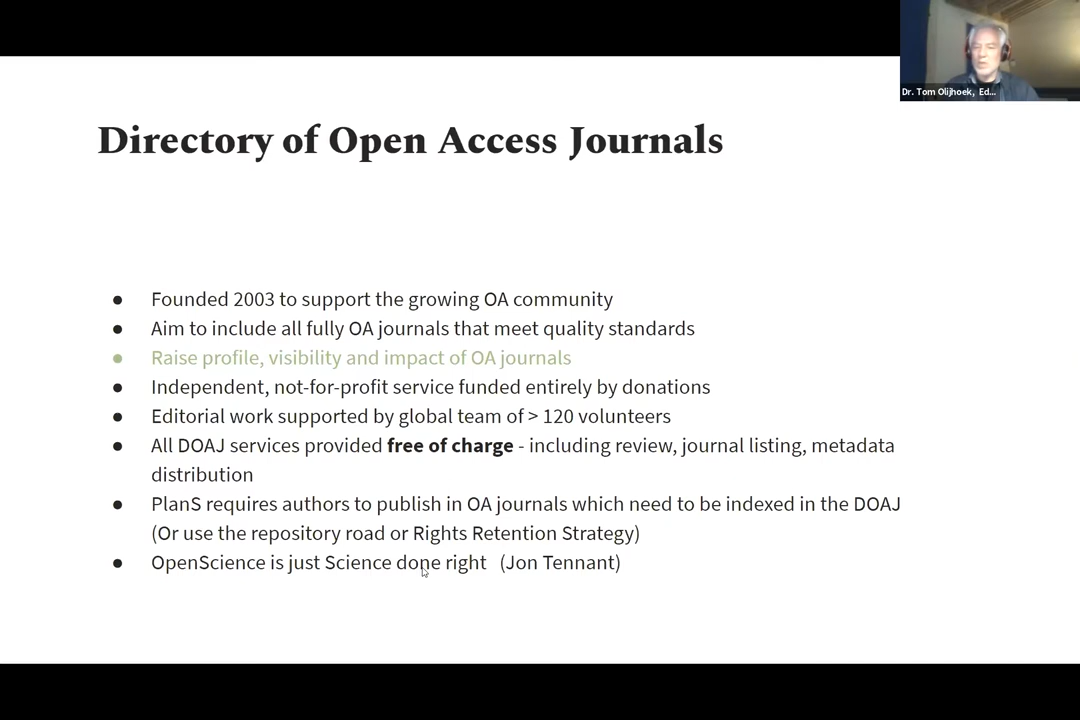 Dr. Tom Olijhoek, Ed...
Directory of Open Access Journals
● Founded 2003 to support the growing OA community
● Aim to include all fully OA journals that meet quality standards
● Raise profile, visibility and impact of OA journals
● Independent, not-for-profit service funded entirely by donations
● Editorial work supported by global team of > 120 volunteers
● All DOAJ services provided free of charge - including review, journal listing, metadata
distribution
● PlanS requires authors to publish in OA journals which need to be indexed in the DOAJ
(Or use the repository road or Rights Retention Strategy)
● OpenScience is just Science done right (Jon Tennant)